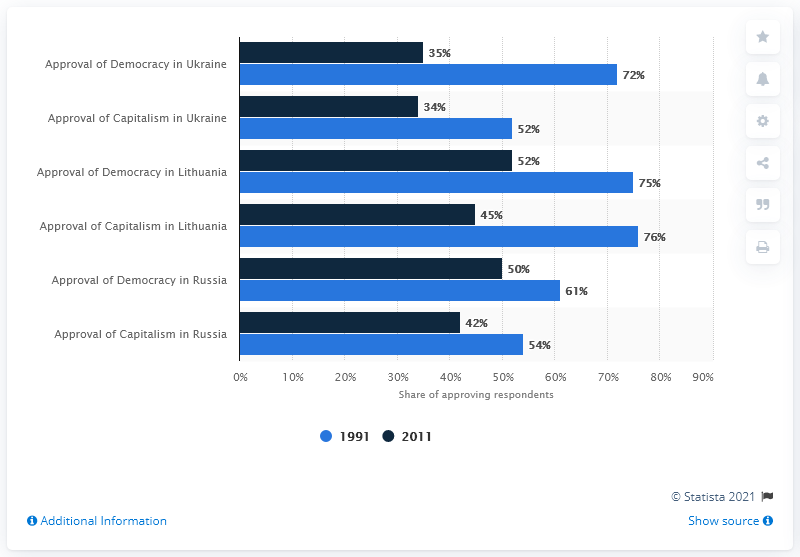 Approval of Democracy in Ukraine
35%
72%
Approval of Capitalism in Ukraine
34%
52%
Approval of Democracy in Lithuania
52%
75%
Approval of Capitalism in Lithuania
45%
76%
Approval of Democracy in Russia
50%
61%
Approval of Capitalism in Russia
42%
54%
0% 10% 20% 30% 40% 50% 60% 70% 80% 90%
Share of approving respondents
1991 2011
© Statista 2021
Additional Information
Show source